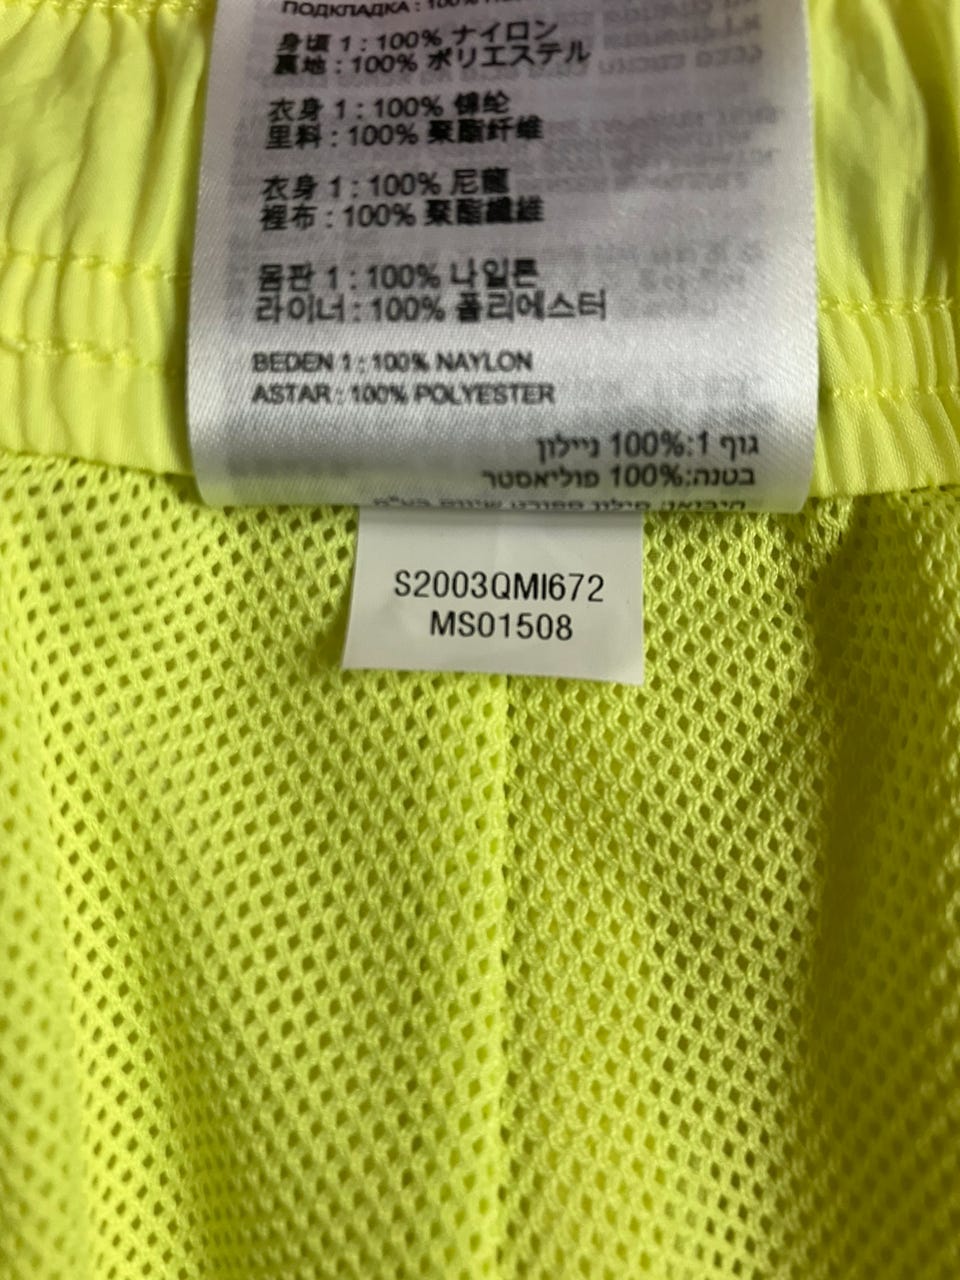 ПОДКЛАДКА : 100%
身頃 1 : 100% ナイロン
裏地 : 100% ポリエステル
衣身 1 : 100% 锦纶
里料 : 100% 聚酯纤维
衣身 1 : 100% 尼龍
裡布 : 100% 聚酯纖維
몸판 1 : 100% 나일론
라이너 : 100% 폴리에스터
BEDEN 1 : 100% NAYLON
ASTAR : 100% POLYESTER
גוף 1:100% ניילון
בטנה:100% פוליאסטר
S2003QMI672
MS01508